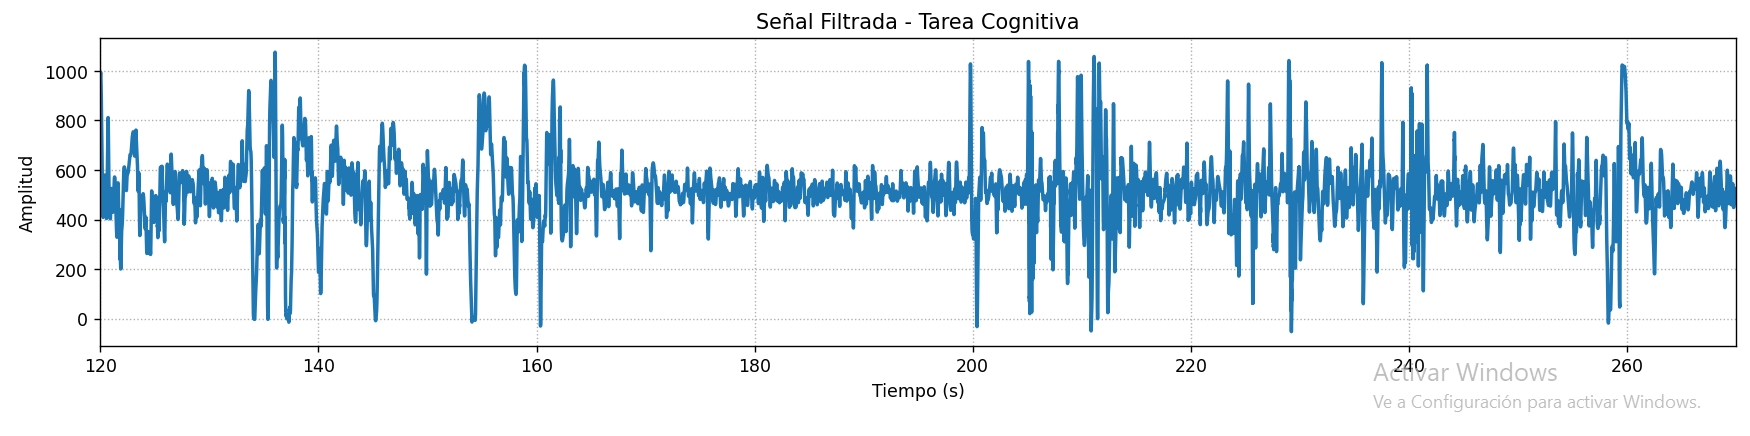 Señal Filtrada - Tarea Cognitiva
Amplitud
1000
800
600
400
200
0
120 140 160 180 200 220 240 260
Tiempo (s)
Activar Windows
Ve a Configuración para activar Windows.